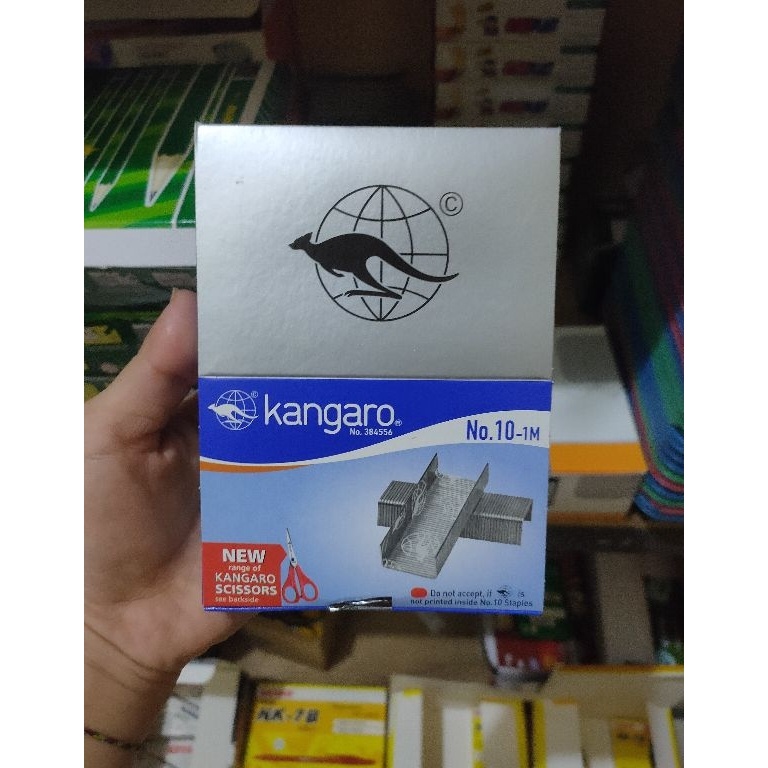 ©
kangaro®
No. 384556
No.10-1M
NEW
range of
KANGARO
SCISSORS
see backside
Do not accept, if is
not printed inside No.10 Staples